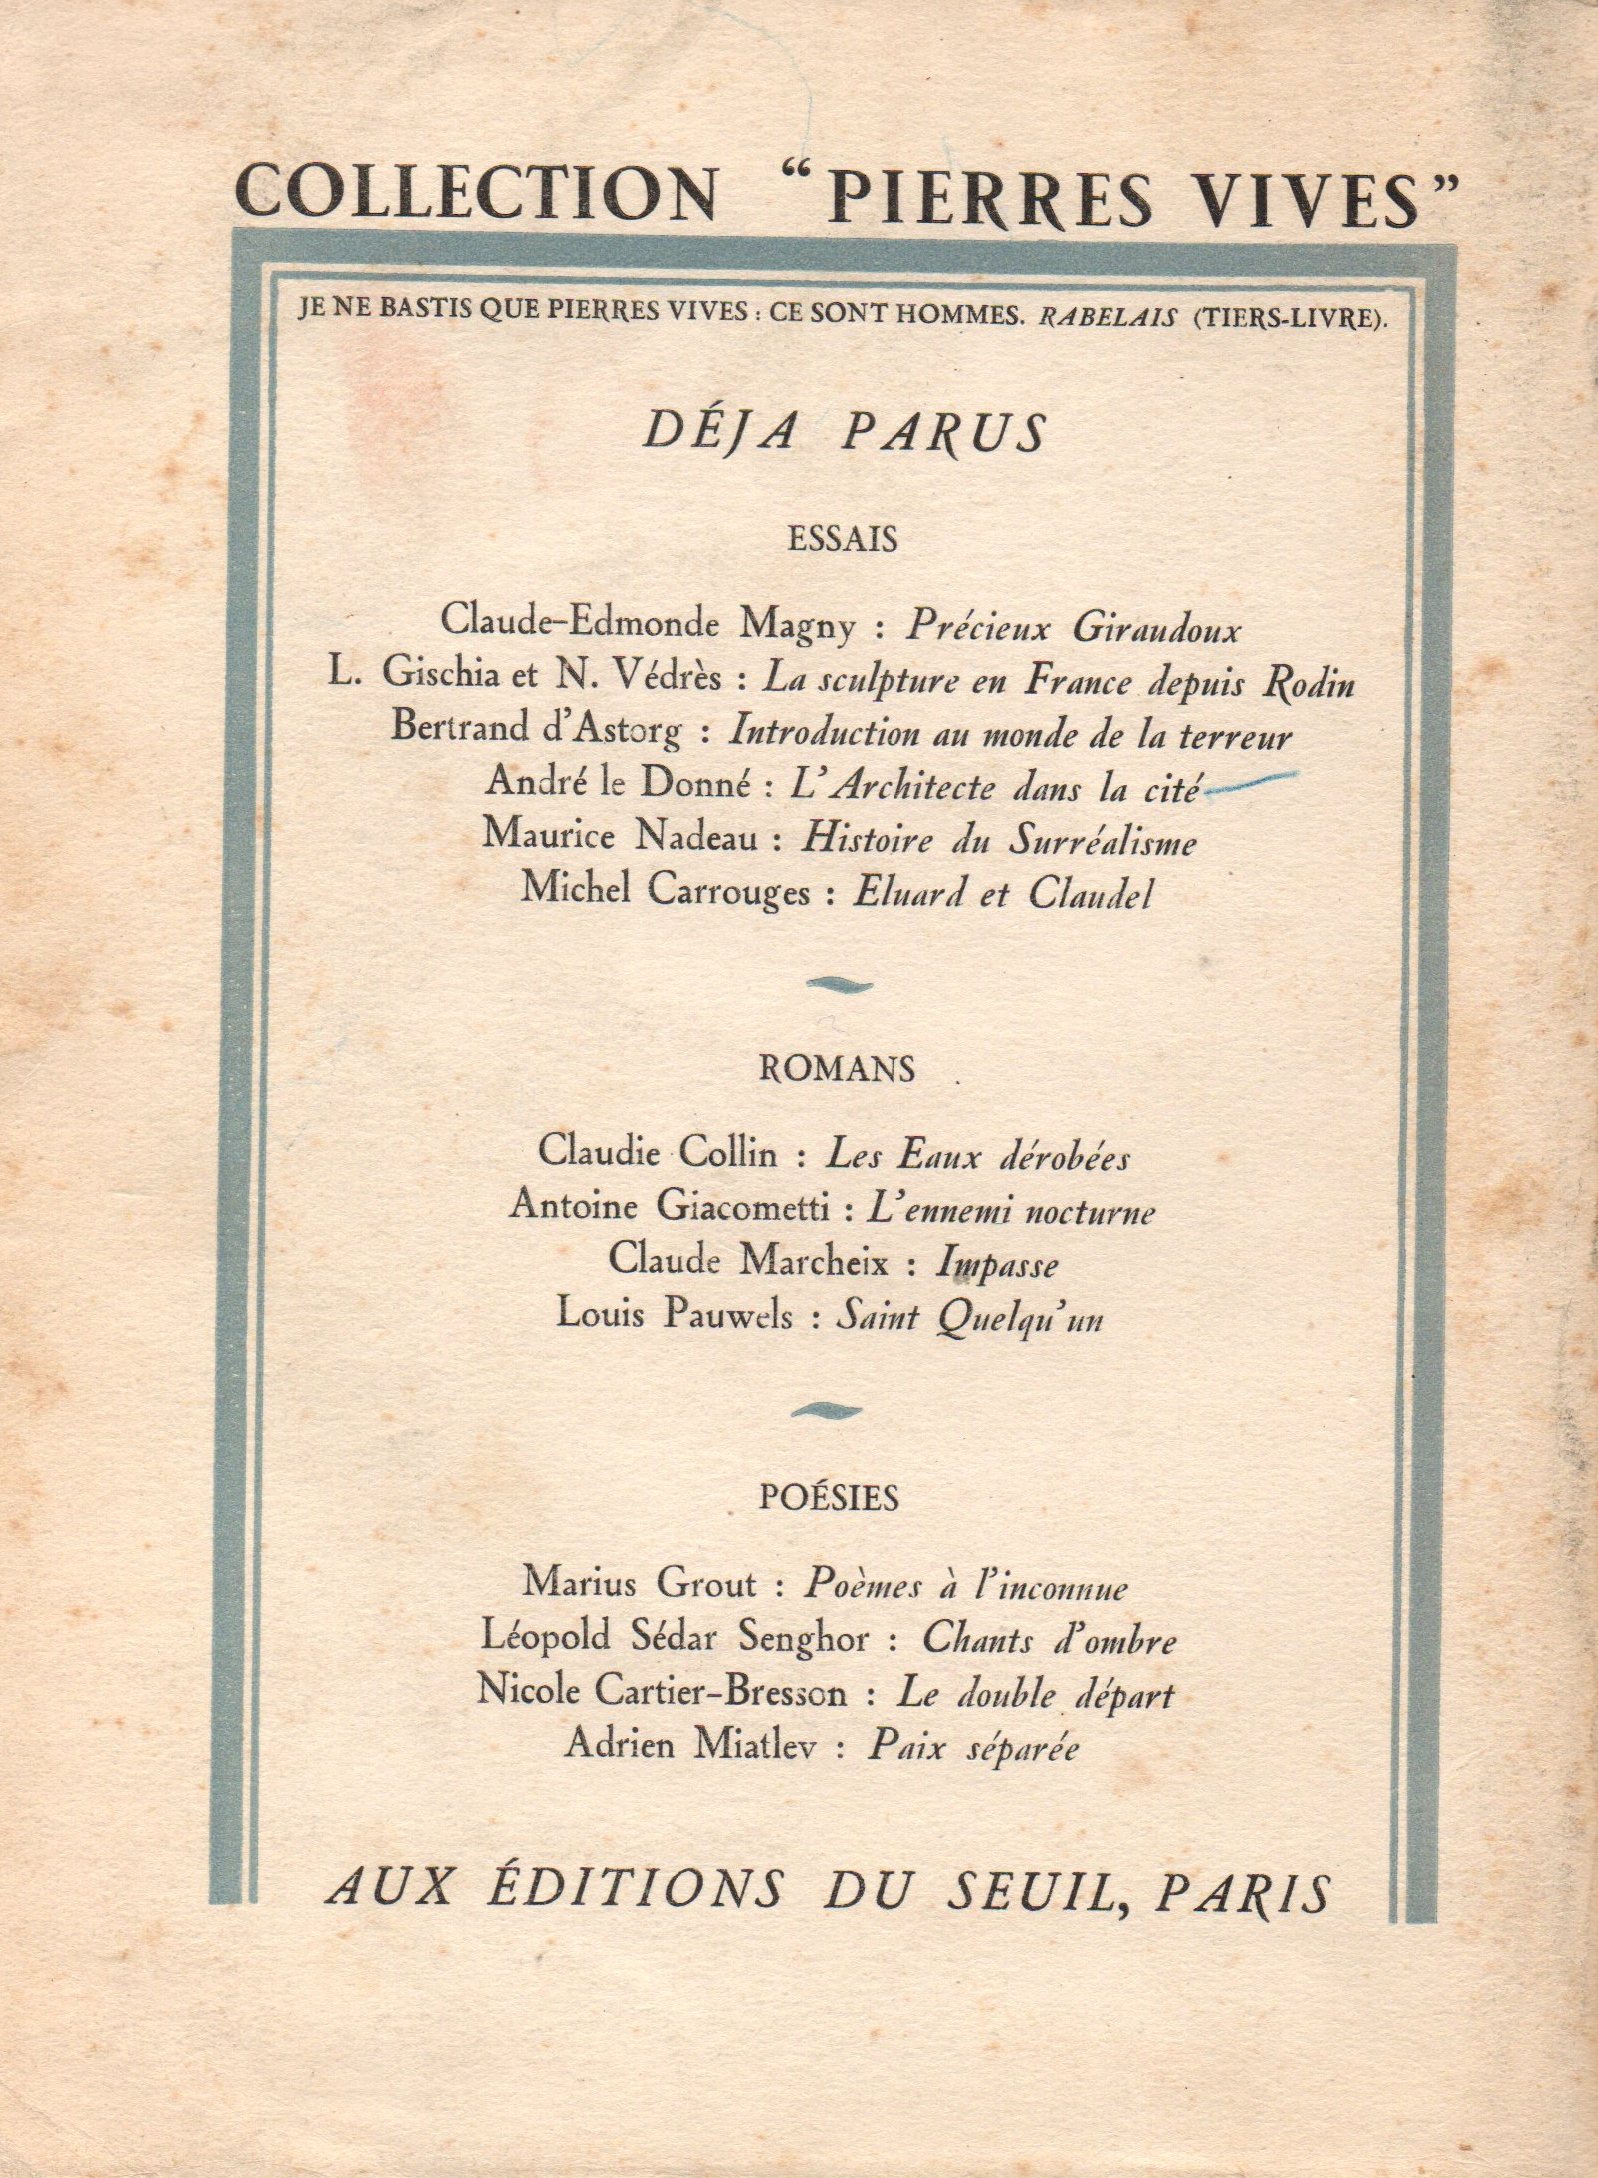 COLLECTION “PIERRES VIVES”
JE NE BASTIS QUE PIERRES VIVES : CE SONT HOMMES. RABELAIS (TIERS-LIVRE).
DÉJA PARUS
ESSAIS
Claude-Edmonde Magny : Précieux Giraudoux
L. Gischia et N. Védrès : La sculpture en France depuis Rodin
Bertrand d’Astorg : Introduction au monde de la terreur
André le Donné : L’Architecte dans la cité
Maurice Nadeau : Histoire du Surréalisme
Michel Carrouges : Eluard et Claudel
ROMANS
Claudie Collin : Les Eaux dérobées
Antoine Giacometti : L’ennemi nocturne
Claude Marcheix : Impasse
Louis Pauwels : Saint Quelqu’un
POÉSIES
Marius Grout : Poèmes à l’inconnue
Léopold Sédar Senghor : Chants d’ombre
Nicole Cartier-Bresson : Le double départ
Adrien Miatlev : Paix séparée
AUX ÉDITIONS DU SEUIL, PARIS